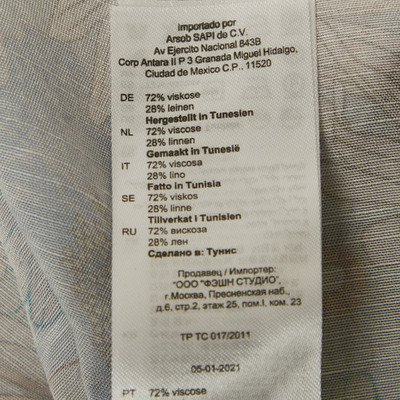 Importado por
Arsob SAPI de C.V.
Av Ejercito Nacional 843B
Corp Antara II P 3 Granada Miguel Hidalgo,
Ciudad de Mexico C.P.. 11520
DE 72% viskose
28% leinen
Hergestellt in Tunesien
NL 72% viscose
28% linnen
Gemaakt in Tunesië
IT 72% viscosa
28% lino
Fatto in Tunisia
SE 72% viskos
28% linne
Tillverkat i Tunisien
RU 72% вискоза
28% лен
Сделано в: Тунис
Продавец / Импортер:
"ООО "ФЭШН СТУДИО",
г.Москва, Пресненская наб.,
д.6, стр.2, этаж 25, пом.I, ком. 23
ТР ТС 017/2011
05-01-2021
PT 72% viscose